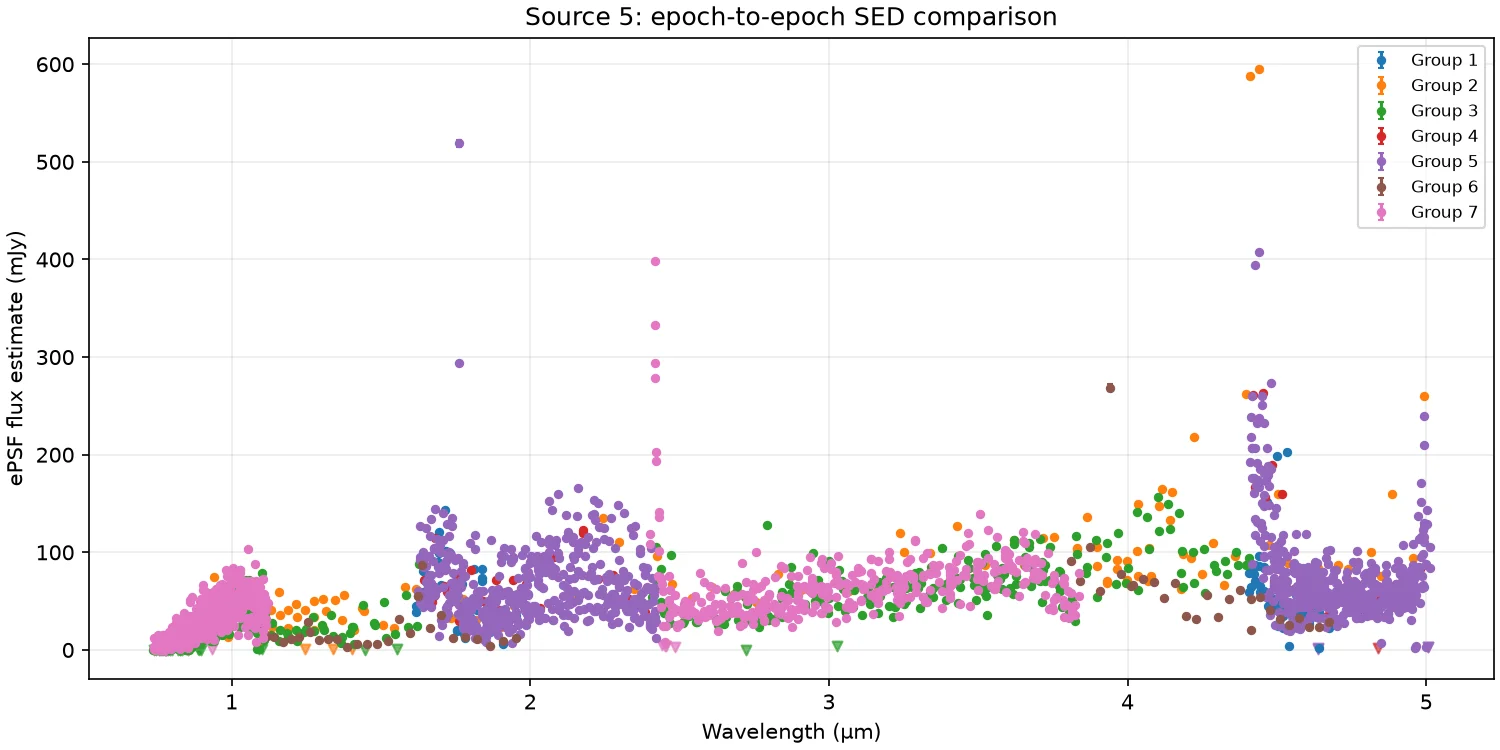 Source 5: epoch-to-epoch SED comparison
600
500
400
300
200
100
0
ePSF flux estimate (mJy)
1
2
3
4
5
Wavelength (μm)
Group 1
Group 2
Group 3
Group 4
Group 5
Group 6
Group 7